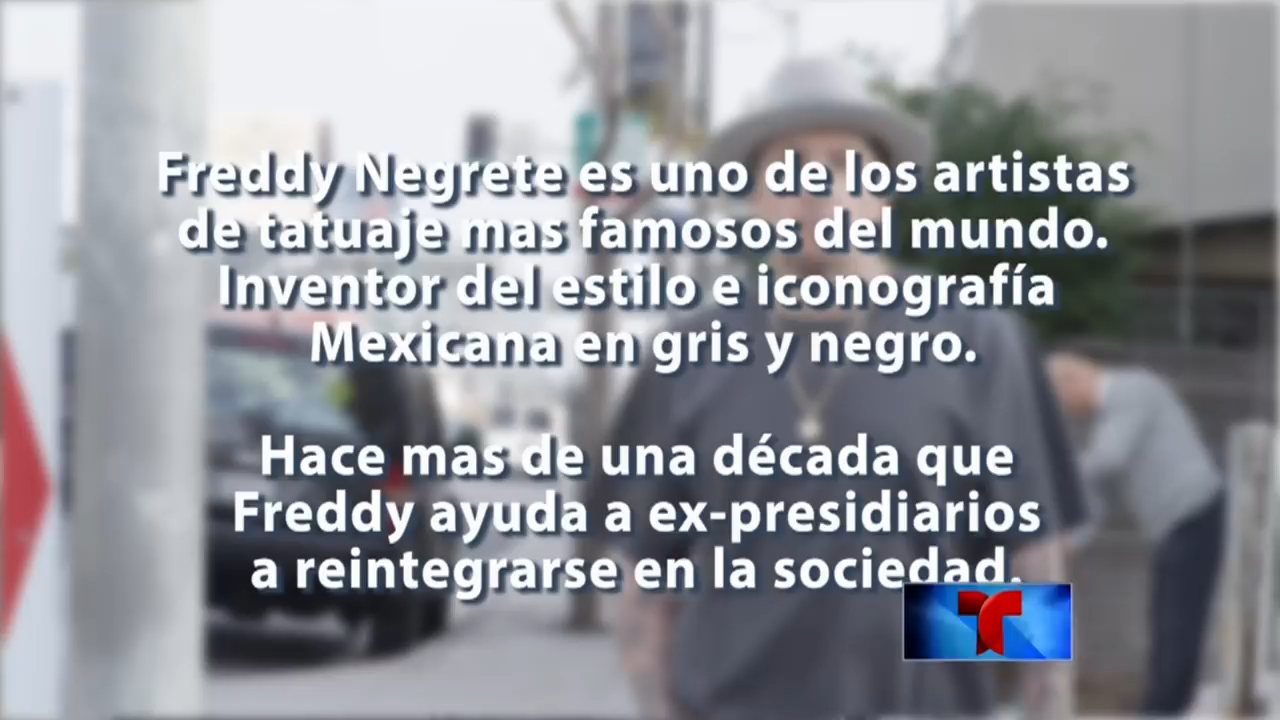 Freddy Negrete es uno de los artistas
de tatuaje mas famosos del mundo.
Inventor del estilo e iconografía
Mexicana en gris y negro.
Hace mas de una década que
Freddy ayuda a ex-presidiarios
a reintegrarse en la sociedad.